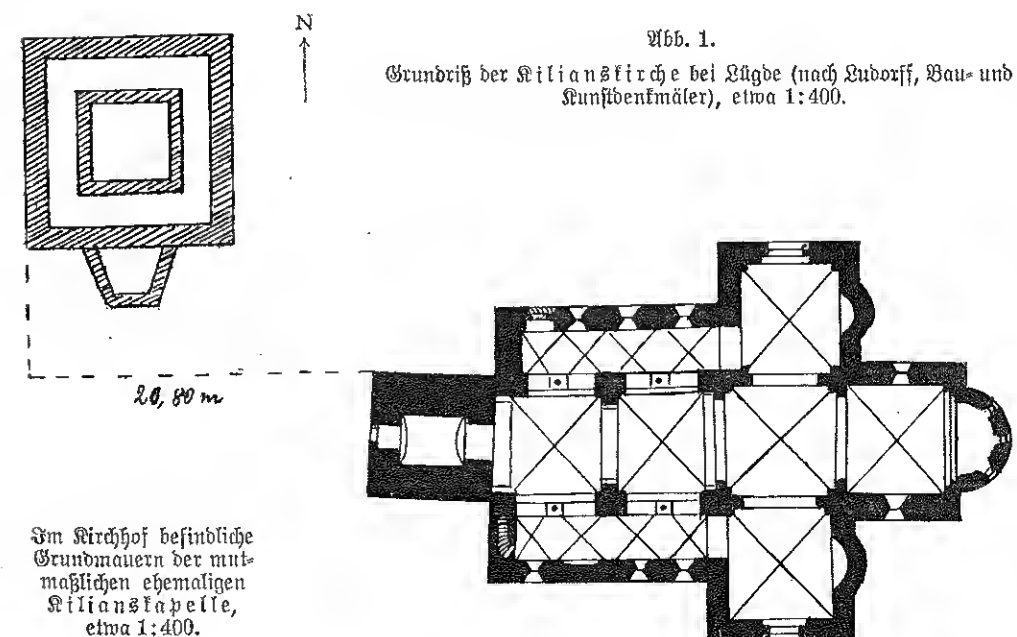 N
Abb. 1.
Grundriß der Kilianskirche bei Lügde (nach Ludorff, Bau- und
Kunstdenkmäler), etwa 1:400.
20,80 m
Im Kirchhof befindliche
Grundmauern der mut-
maßlichen ehemaligen
Kilianskapelle,
etwa 1:400.